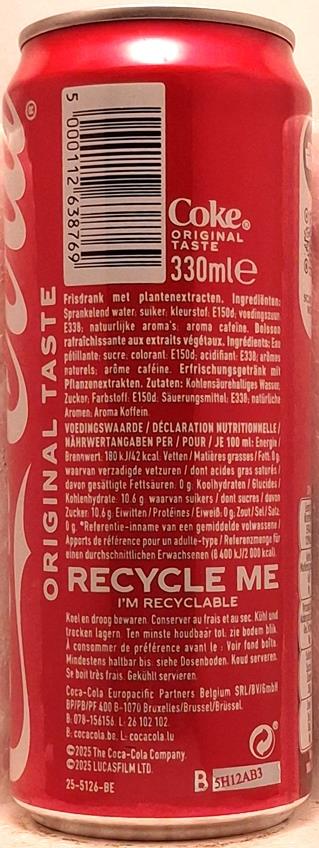 5 000112 638769
Coke®
ORIGINAL
TASTE
330ml e
ORIGINAL TASTE
®
Frisdrank met plantenextracten. Ingrediënten:
Sprankelend water; suiker; kleurstof: E150d; voedingszuur:
E338; natuurlijke aroma's; aroma cafeïne. Boisson
rafraîchissante aux extraits végétaux. Ingrédients: Eau
pétillante; sucre; colorant: E150d; acidifiant: E338; arômes
naturels; arôme caféine. Erfrischungsgetränk mit
Pflanzenextrakten. Zutaten: Kohlensäurehaltiges Wasser,
Zucker, Farbstoff: E150d, Säuerungsmittel: E338, natürliche
Aromen, Aroma Koffein.
VOEDINGSWAARDE / DÉCLARATION NUTRITIONNELLE /
NÄHRWERTANGABEN PER / POUR / JE 100 ml: Energie /
Brennwert: 180 kJ/42 kcal. Vetten / Matières grasses / Fett: 0 g,
waarvan verzadigde vetzuren / dont acides gras saturés /
davon gesättigte Fettsäuren: 0 g. Koolhydraten / Glucides /
Kohlenhydrate: 10.6 g, waarvan suikers / dont sucres / davon
Zucker: 10.6 g. Eiwitten / Protéines / Eiweiß: 0 g. Zout / Sel / Salz:
0 g. *Referentie-inname van een gemiddelde volwassene /
Apports de référence pour un adulte-type / Referenzmenge für
einen durchschnittlichen Erwachsenen (8 400 kJ/2 000 kcal).
RECYCLE ME
I'M RECYCLABLE
Koel en droog bewaren. Conserver au frais et au sec. Kühl und
trocken lagern. Ten minste houdbaar tot: zie bodem blik.
À consommer de préférence avant le : Voir fond boîte.
Mindestens haltbar bis: siehe Dosenboden. Koud serveren.
Se boit très frais. Gekühlt servieren.
Coca-Cola Europacific Partners Belgium SRL/BV/GmbH
BP/PB/PF 400 B-1070 Bruxelles/Brussel/Brüssel.
B: 078-156156. L: 26 102 102.
B: cocacola.be. L: cocacola.lu
©2025 The Coca-Cola Company.
©2025 LUCASFILM LTD.
25-5126-BE
B 5H12AB3